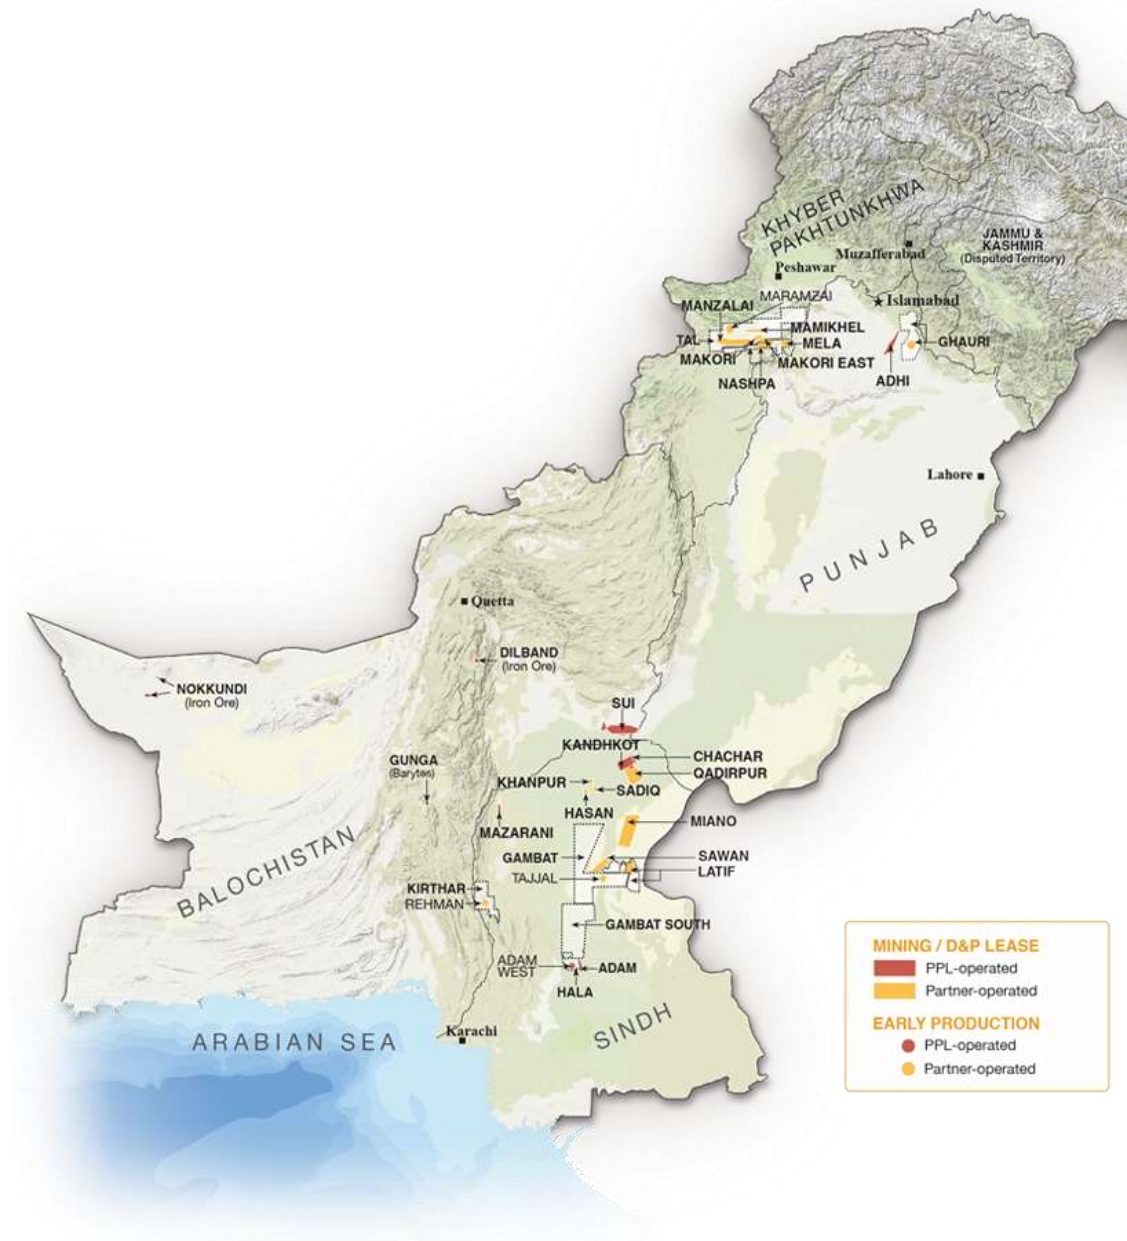 KHYBER
PAKHTUNKHWA
JAMMU &
KASHMIR
(Disputed Territory)
Muzafferabad
Peshawar
MARAMZAI
MANZALAI
Islamabad
MAMIKHEL
TAL
MELA
GHAURI
MAKORI
MAKORI EAST
NASHPA
ADHI
Lahore
PUNJAB
Quetta
DILBAND
(Iron Ore)
NOKKUNDI
(Iron Ore)
SUI
KANDHKOT
CHACHAR
GUNGA
(Barytes)
QADIRPUR
KHANPUR
SADIQ
HASAN
MIANO
MAZARANI
BALOCHISTAN
GAMBAT
SAWAN
LATIF
TAJJAL
KIRTHAR
REHMAN
GAMBAT SOUTH
ADAM
WEST
ADAM
HALA
SINDH
Karachi
ARABIAN SEA
MINING / D&P LEASE
PPL-operated
Partner-operated
EARLY PRODUCTION
PPL-operated
Partner-operated